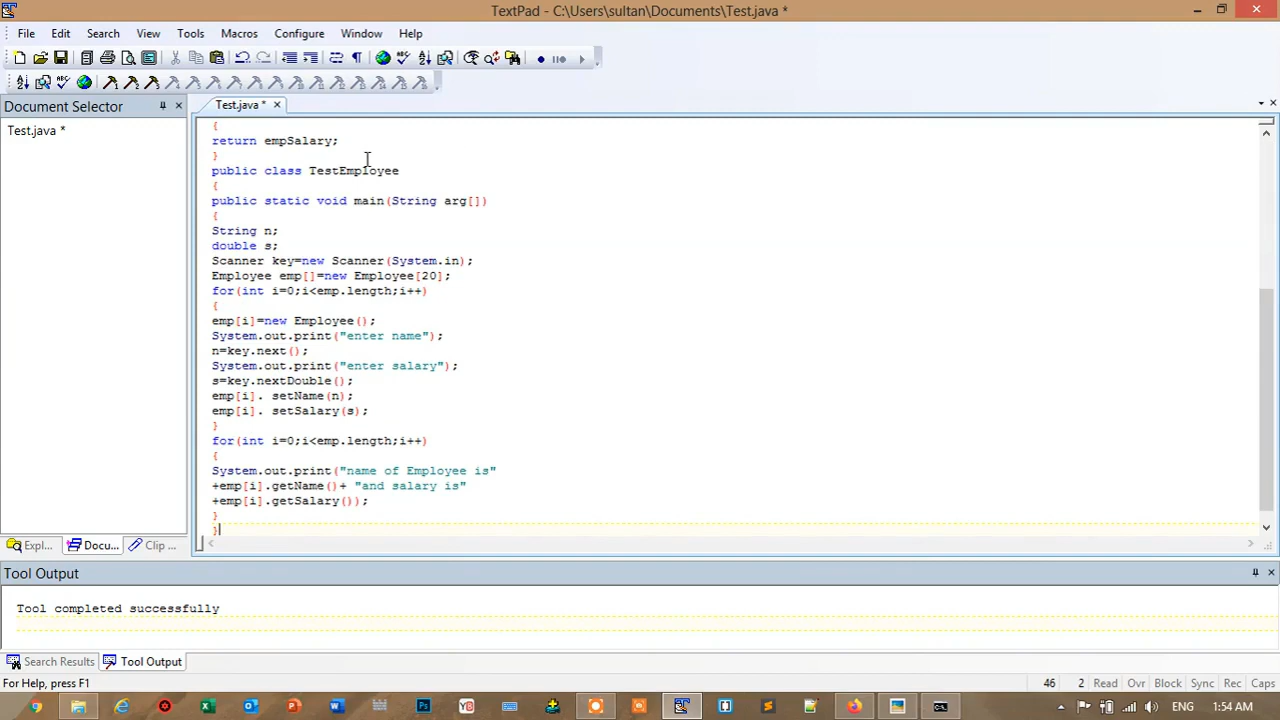 TextPad - C:\Users\sultan\Documents\Test.java *
File Edit Search View Tools Macros Configure Window Help
Document Selector
Test.java *
Test.java *
{
return empSalary;
}
public class TestEmployee
{
public static void main(String arg[])
{
String n;
double s;
Scanner key=new Scanner(System.in);
Employee emp[]=new Employee[20];
for(int i=0;i<emp.length;i++)
{
emp[i]=new Employee();
System.out.print("enter name");
n=key.next();
System.out.print("enter salary");
s=key.nextDouble();
emp[i]. setName(n);
emp[i]. setSalary(s);
}
for(int i=0;i<emp.length;i++)
{
System.out.print("name of Employee is"
+emp[i].getName()+ "and salary is"
+emp[i].getSalary());
}
}
Expl... Docu... Clip ...
Tool Output
Tool completed successfully
Search Results Tool Output
For Help, press F1 46 2 Read Ovr Block Sync Rec Caps
ENG 1:54 AM